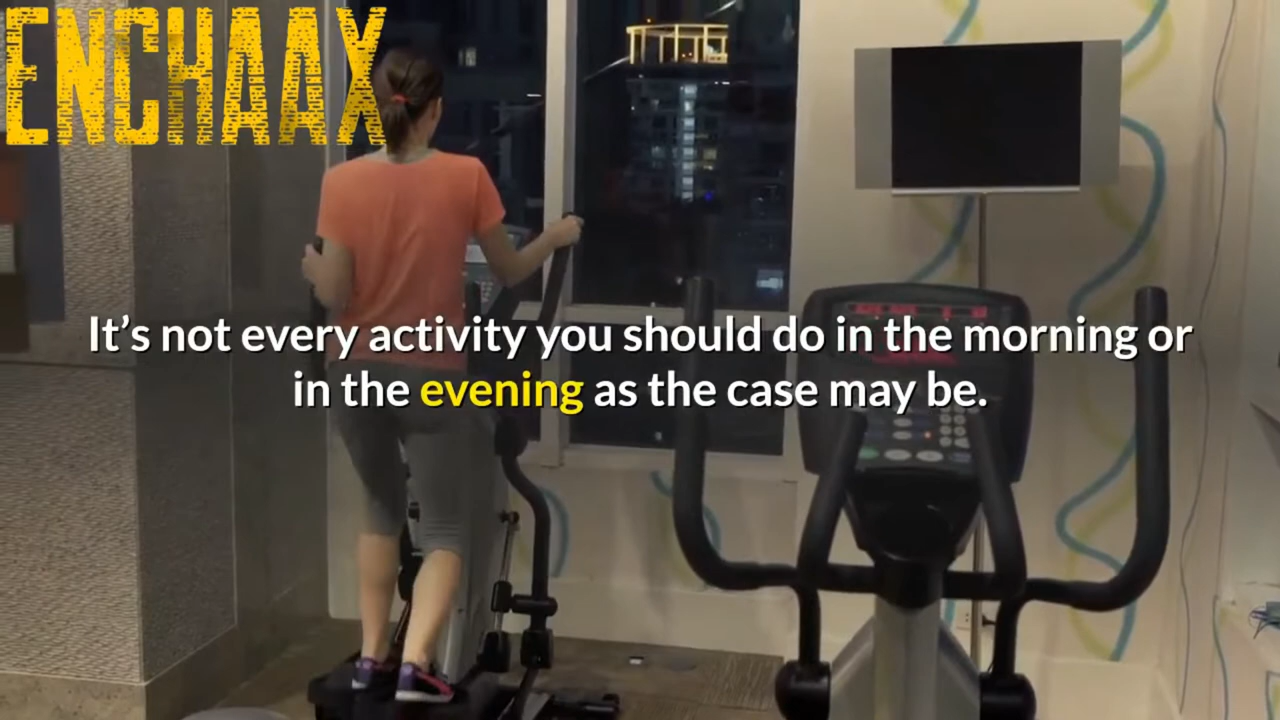 ENCHAAX
It’s not every activity you should do in the morning or
in the evening as the case may be.